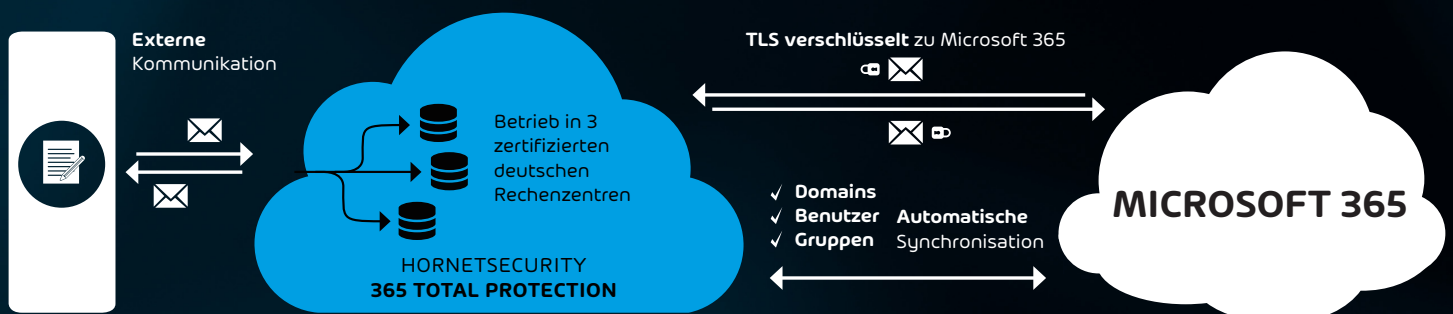 Externe
Kommunikation
Betrieb in 3
zertifizierten
deutschen
Rechenzentren
HORNETSECURITY
365 TOTAL PROTECTION
TLS verschlüsselt zu Microsoft 365
✓ Domains
✓ Benutzer
✓ Gruppen
Automatische
Synchronisation
MICROSOFT 365